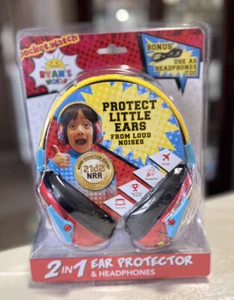 pocket.watch
RYAN'S
WORLD
BONUS
USE AS
HEADPHONES
TOO
PROTECT
LITTLE
EARS
FROM LOUD
NOISES
NRR
2 IN 1 EAR PROTECTOR
& HEADPHONES